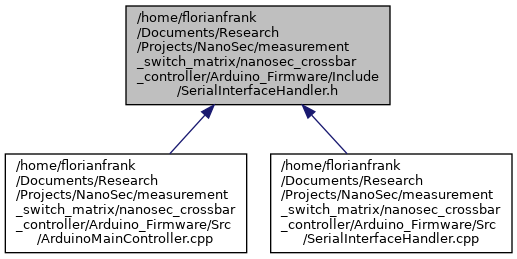 /home/florianfrank
/Documents/Research
/Projects/NanoSec/measurement
_switch_matrix/nanosec_crossbar
_controller/Arduino_Firmware/Include
/SerialInterfaceHandler.h
/home/florianfrank
/Documents/Research
/Projects/NanoSec/measurement
_switch_matrix/nanosec_crossbar
_controller/Arduino_Firmware/Src
/ArduinoMainController.cpp
/home/florianfrank
/Documents/Research
/Projects/NanoSec/measurement
_switch_matrix/nanosec_crossbar
_controller/Arduino_Firmware/Src
/SerialInterfaceHandler.cpp